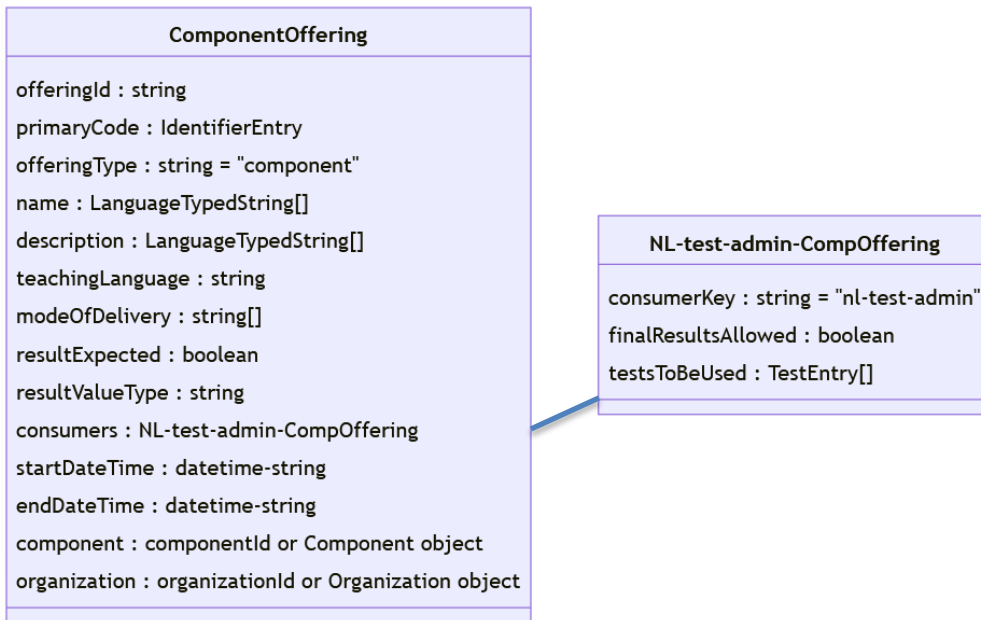 ComponentOffering
offeringId : string
primaryCode : IdentifierEntry
offeringType : string = "component"
name : LanguageTypedString[]
description : LanguageTypedString[]
teachingLanguage : string
modeOfDelivery : string[]
resultExpected : boolean
resultValueType : string
consumers : NL-test-admin-CompOffering
startDateTime : datetime-string
endDateTime : datetime-string
component : componentId or Component object
organization : organizationId or Organization object
NL-test-admin-CompOffering
consumerKey : string = "nl-test-admin"
finalResultsAllowed : boolean
testsToBeUsed : TestEntry[]